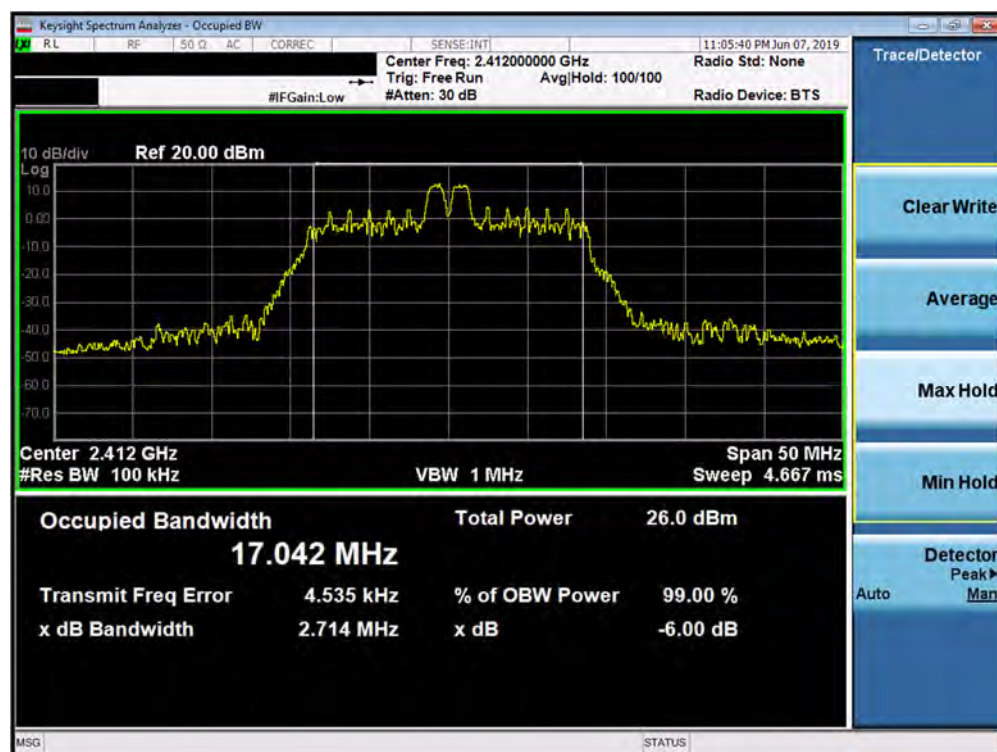 Keysight Spectrum Analyzer - Occupied BW
LXI RL RF 50 Ω AC CORREC SENSE:INT 11:05:40 PM Jun 07, 2019
Center Freq: 2.412000000 GHz Radio Std: None
Trig: Free Run Avg|Hold: 100/100
#IFGain:Low #Atten: 30 dB Radio Device: BTS
Trace/Detector
10 dB/div Ref 20.00 dBm
Log
10.0
0.00
-10.0
-20.0
-30.0
-40.0
-50.0
-60.0
-70.0
Center 2.412 GHz Span 50 MHz
#Res BW 100 kHz VBW 1 MHz Sweep 4.667 ms
Occupied Bandwidth Total Power 26.0 dBm
17.042 MHz
Transmit Freq Error 4.535 kHz % of OBW Power 99.00 %
x dB Bandwidth 2.714 MHz x dB -6.00 dB
Clear Write
Average
Max Hold
Min Hold
Detector
Peak▶
Auto Man
MSG STATUS